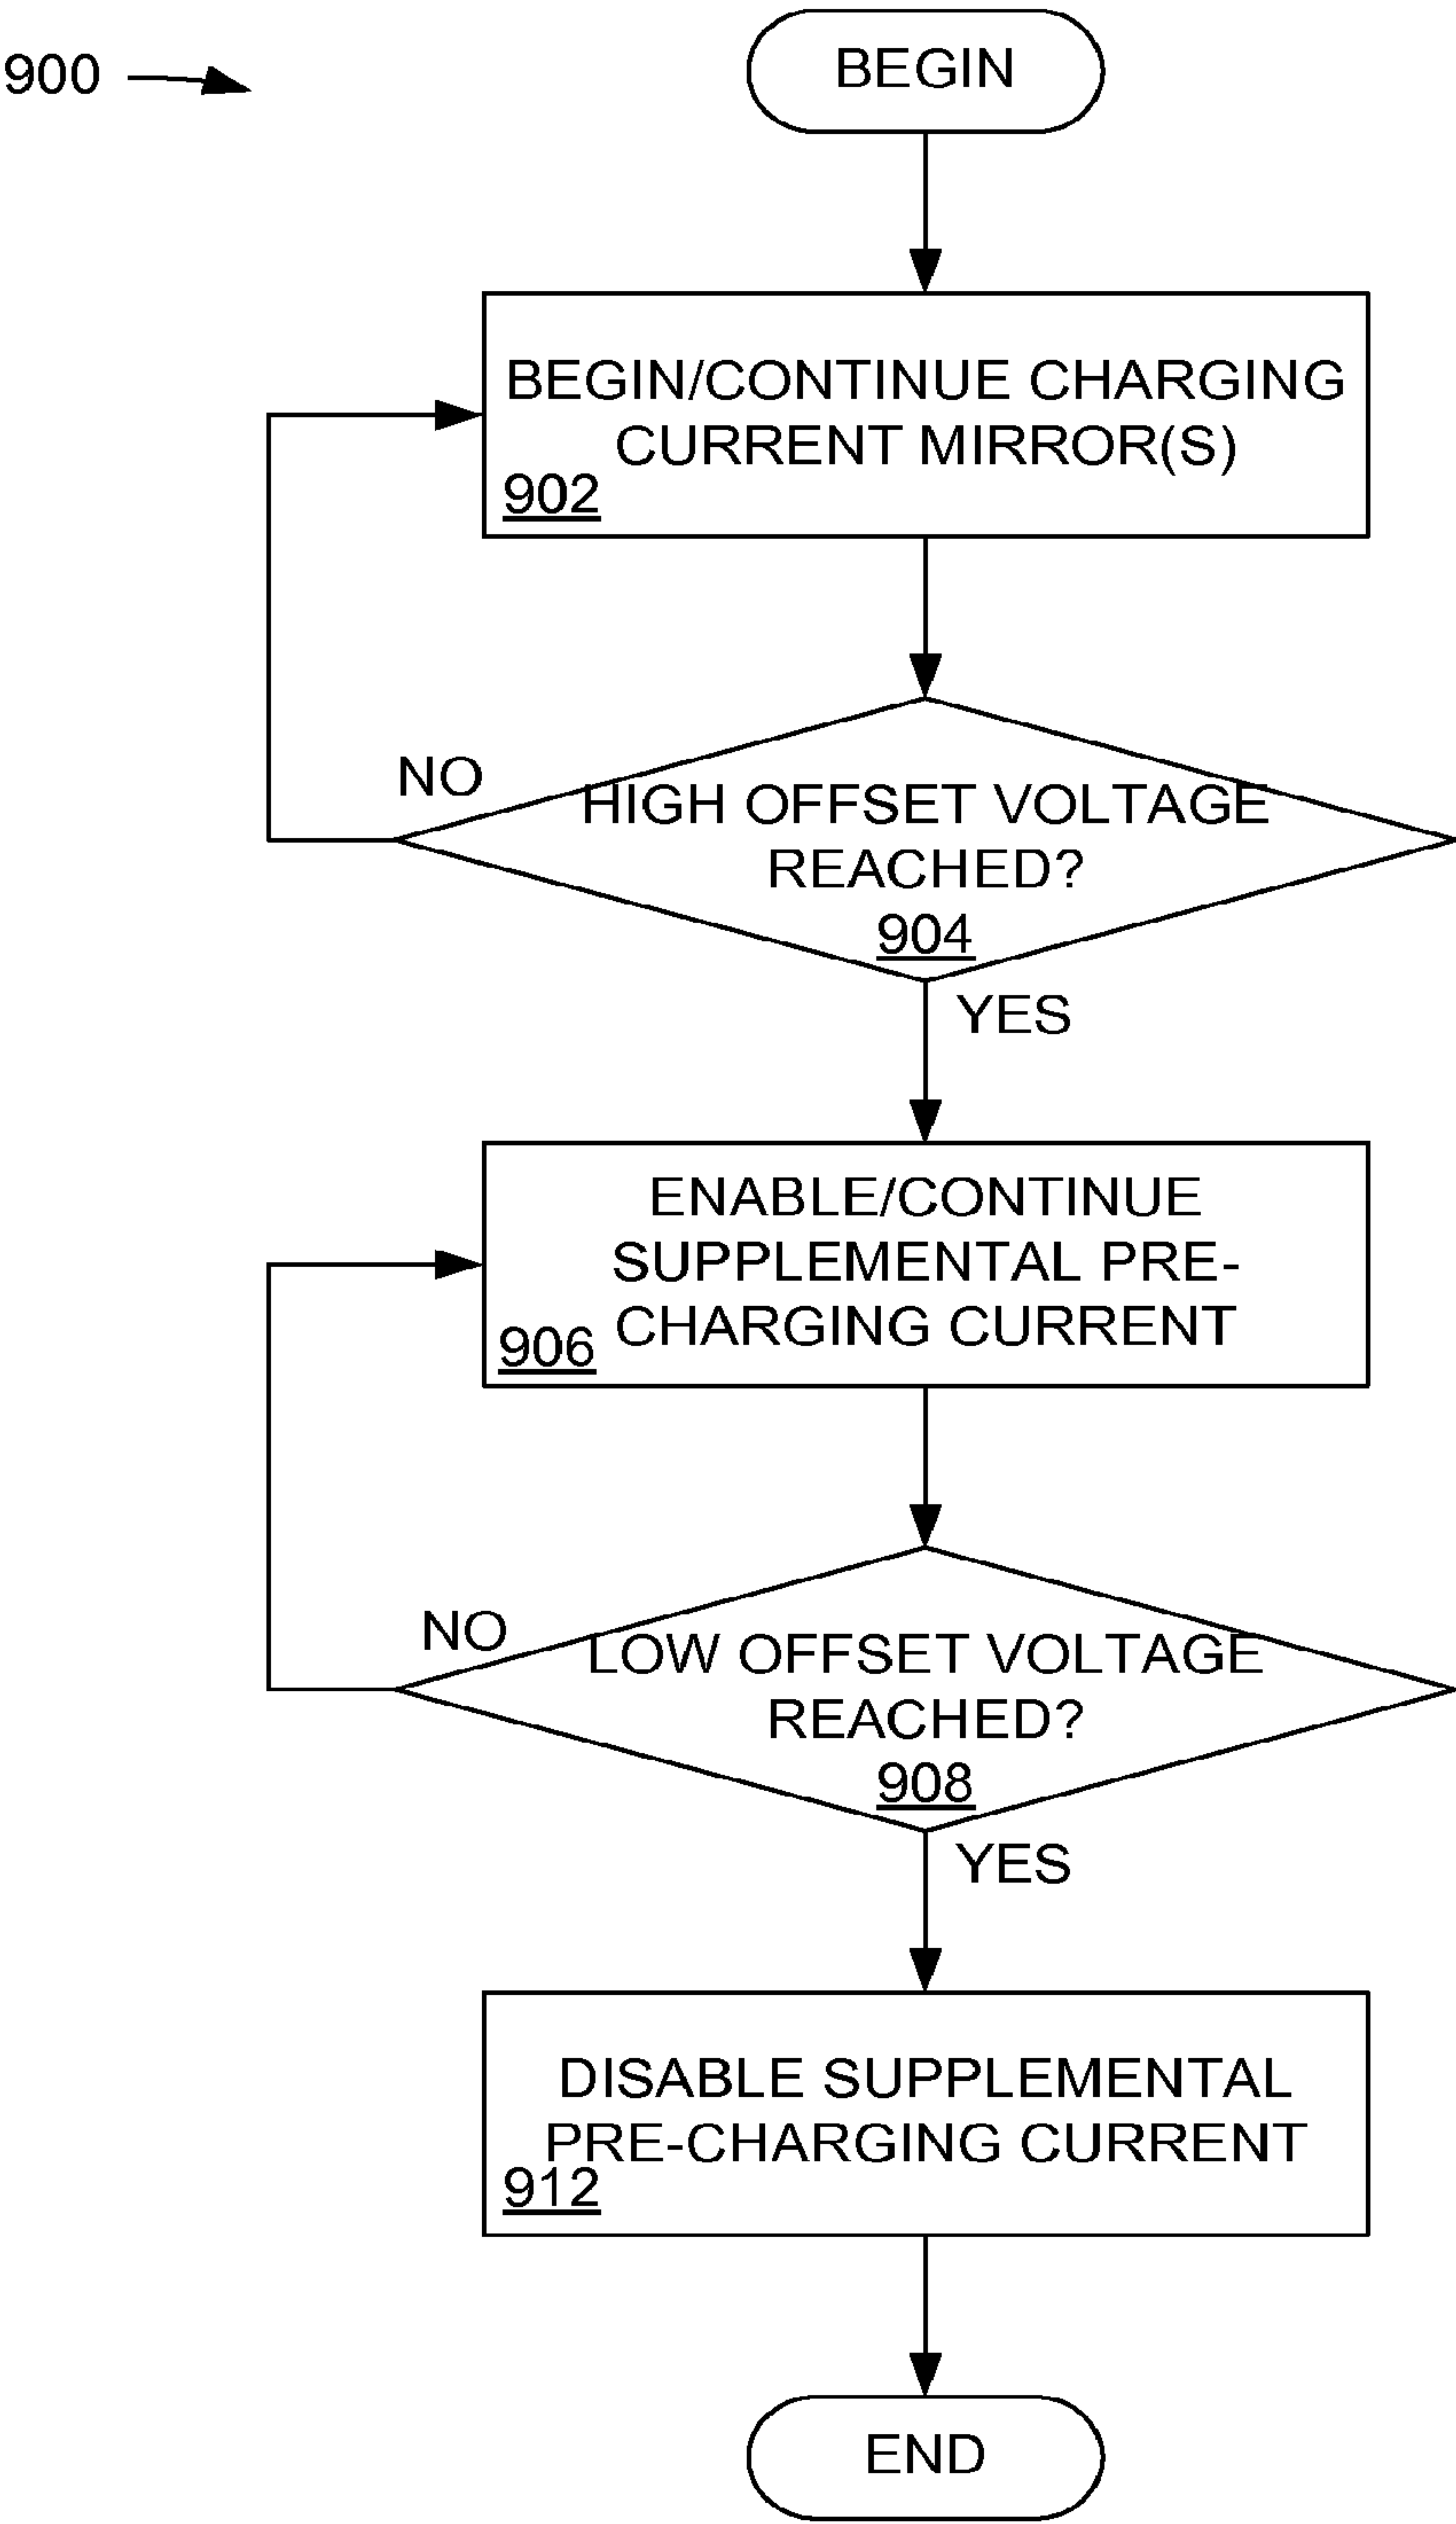 900
BEGIN
BEGIN/CONTINUE CHARGING
CURRENT MIRROR(S)
902
NO
HIGH OFFSET VOLTAGE
REACHED?
904
YES
ENABLE/CONTINUE
SUPPLEMENTAL PRE-
CHARGING CURRENT
906
NO
LOW OFFSET VOLTAGE
REACHED?
908
YES
DISABLE SUPPLEMENTAL
PRE-CHARGING CURRENT
912
END